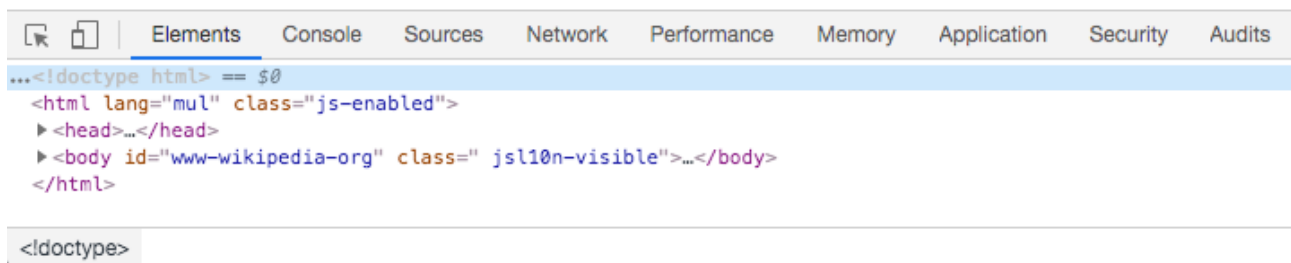 Elements Console Sources Network Performance Memory Application Security Audits
…<!doctype html> == $0
<html lang="mul" class="js-enabled">
<head>…</head>
<body id="www-wikipedia-org" class=" jsl10n-visible">…</body>
</html>
<!doctype>